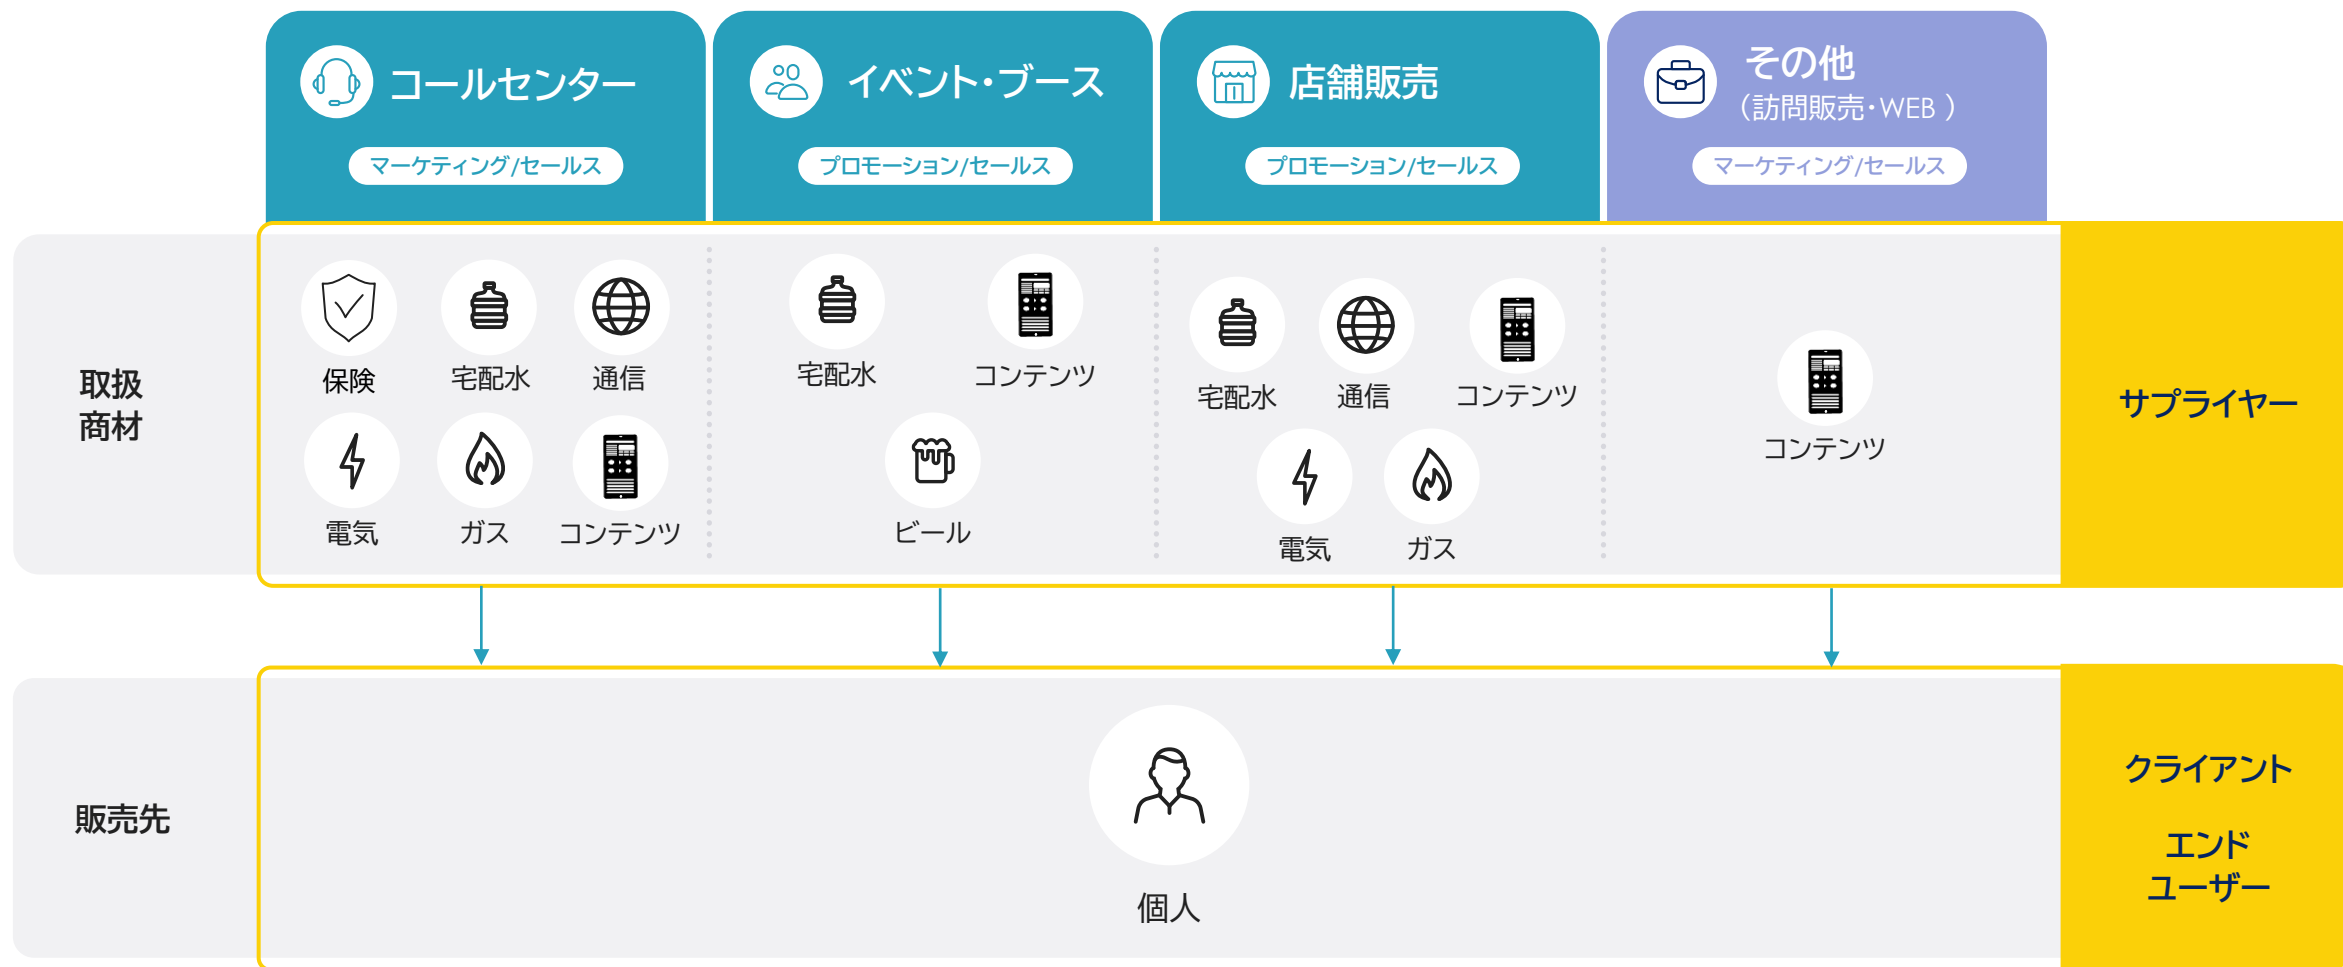 コールセンター
マーケティング/セールス
イベント・ブース
プロモーション/セールス
店舗販売
プロモーション/セールス
その他
（訪問販売・WEB ）
マーケティング/セールス
取扱
商材
保険
宅配水
通信
電気
ガス
コンテンツ
宅配水
コンテンツ
ビール
宅配水
通信
コンテンツ
電気
ガス
コンテンツ
サプライヤー
販売先
個人
クライアント
エンド
ユーザー